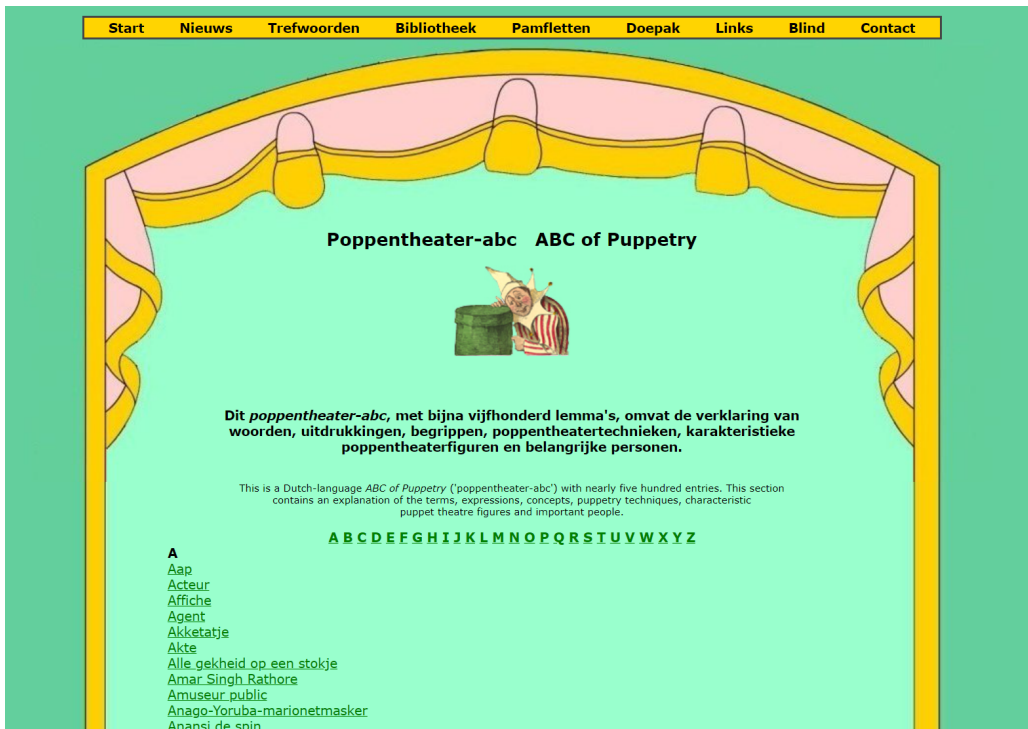 Start Nieuws Trefwoorden Bibliotheek Pamfletten Doepak Links Blind Contact
Poppentheater-abc ABC of Puppetry
Dit poppentheater-abc, met bijna vijfhonderd lemma's, omvat de verklaring van
woorden, uitdrukkingen, begrippen, poppentheatertechnieken, karakteristieke
poppentheaterfiguren en belangrijke personen.
This is a Dutch-language ABC of Puppetry ('poppentheater-abc') with nearly five hundred entries. This section
contains an explanation of the terms, expressions, concepts, puppetry techniques, characteristic
puppet theatre figures and important people.
A B C D E F G H I J K L M N O P Q R S T U V W X Y Z
A
Aap
Acteur
Affiche
Agent
Akketatje
Akte
Alle gekheid op een stokje
Amar Singh Rathore
Amuseur public
Anago-Yoruba-marionetmasker
Anansi de spin